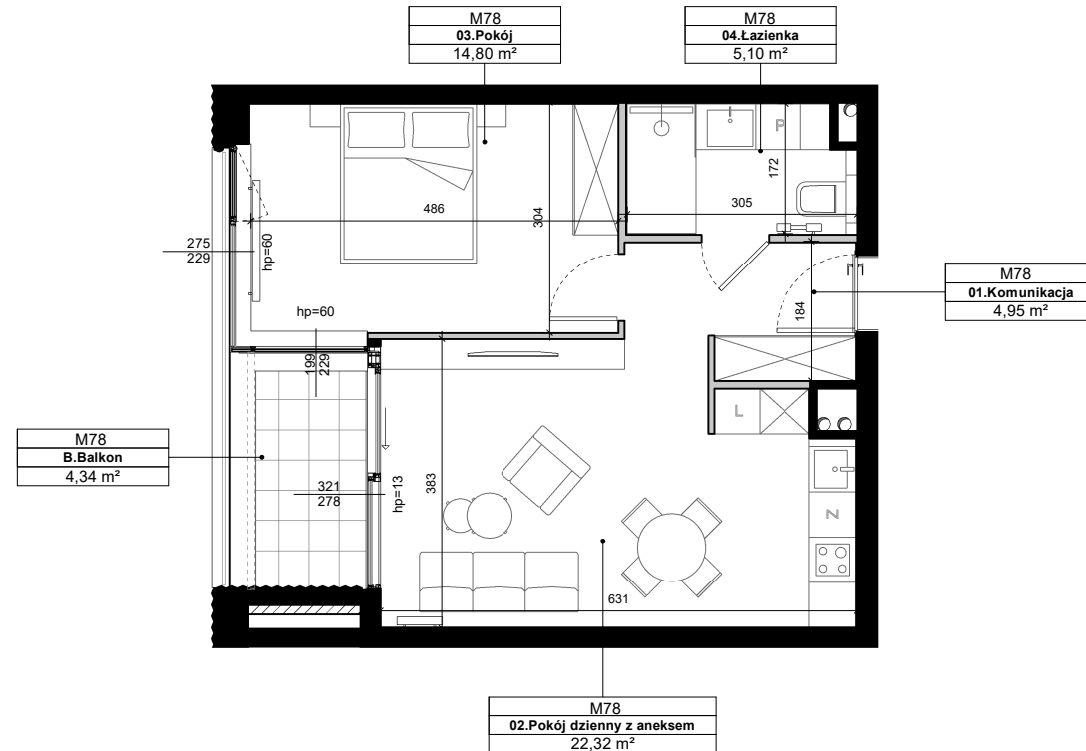 M78
03.Pokój
14,80 m²
M78
04.Łazienka
5,10 m²
P
172
486
304
305
275
229
hp=60
hp=60
M78
01.Komunikacja
4,95 m²
184
199
229
L
M78
B.Balkon
4,34 m²
321
278
hp=13
383
N
631
M78
02.Pokój dzienny z aneksem
22,32 m²